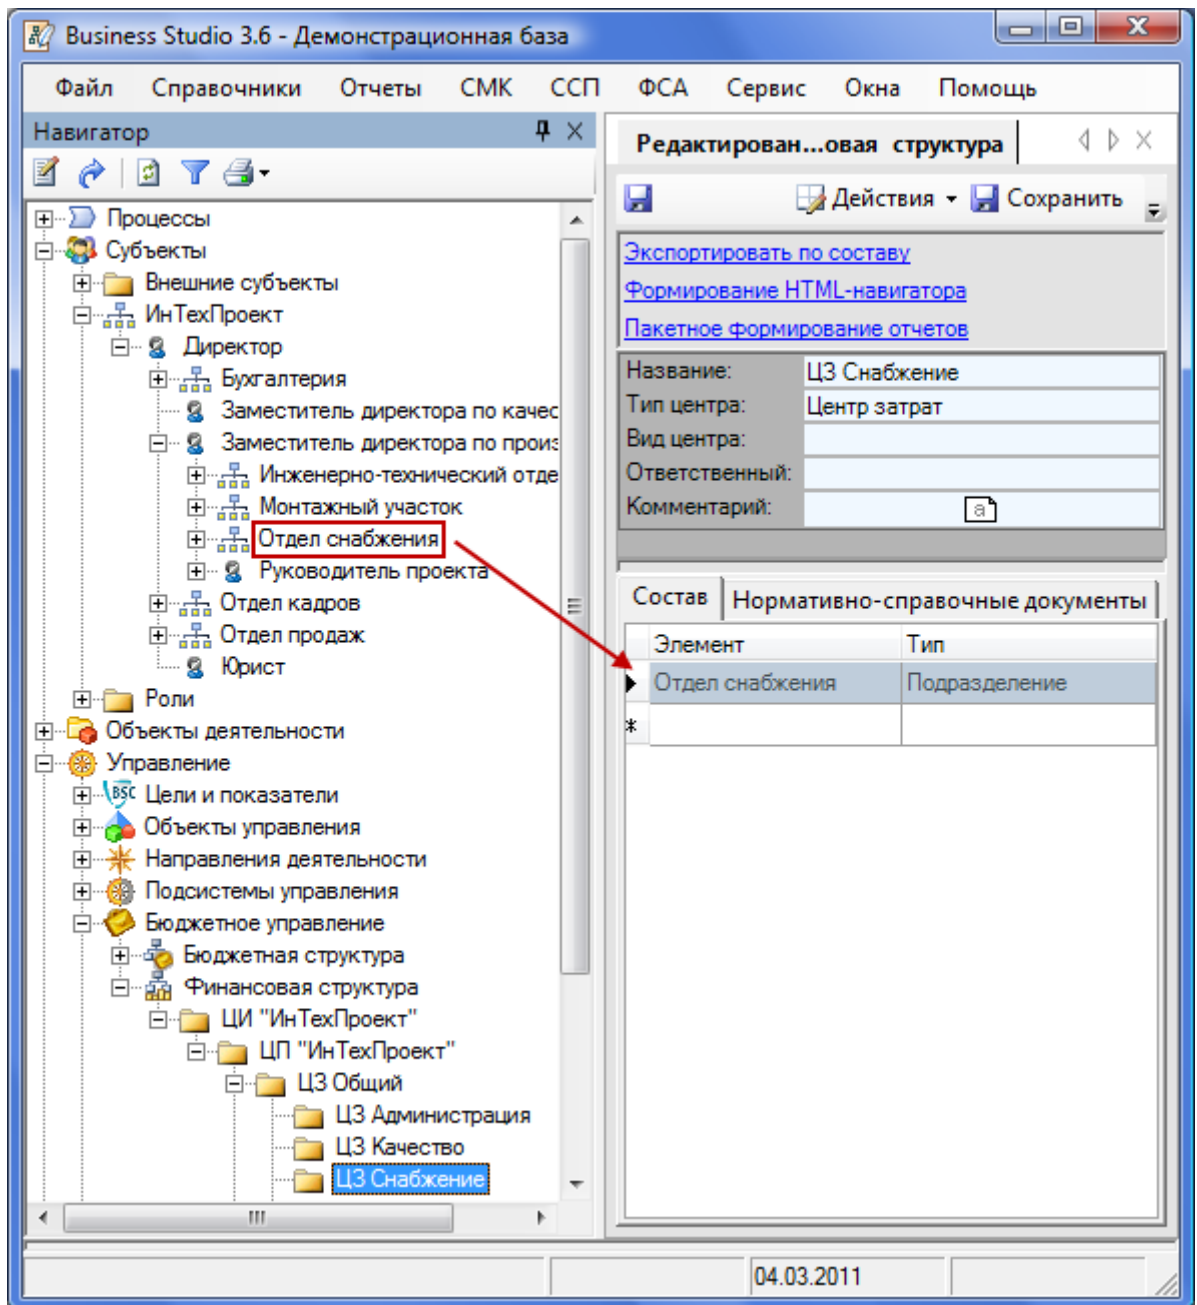 Business Studio 3.6 - Демонстрационная база
Файл Справочники Отчеты СМК ССП ФСА Сервис Окна Помощь
Навигатор
Процессы
Субъекты
Внешние субъекты
ИнТехПроект
Директор
Бухгалтерия
Заместитель директора по качес
Заместитель директора по произ
Инженерно-технический отде
Монтажный участок
Отдел снабжения
Руководитель проекта
Отдел кадров
Отдел продаж
Юрист
Роли
Объекты деятельности
Управление
BSC Цели и показатели
Объекты управления
Направления деятельности
Подсистемы управления
Бюджетное управление
Бюджетная структура
Финансовая структура
ЦИ "ИнТехПроект"
ЦП "ИнТехПроект"
ЦЗ Общий
ЦЗ Администрация
ЦЗ Качество
ЦЗ Снабжение
Редактирован...овая структура
Действия Сохранить
Экспортировать по составу
Формирование HTML-навигатора
Пакетное формирование отчетов
Название: ЦЗ Снабжение
Тип центра: Центр затрат
Вид центра:
Ответственный:
Комментарий: a
Состав Нормативно-справочные документы
Элемент Тип
Отдел снабжения Подразделение
*
04.03.2011